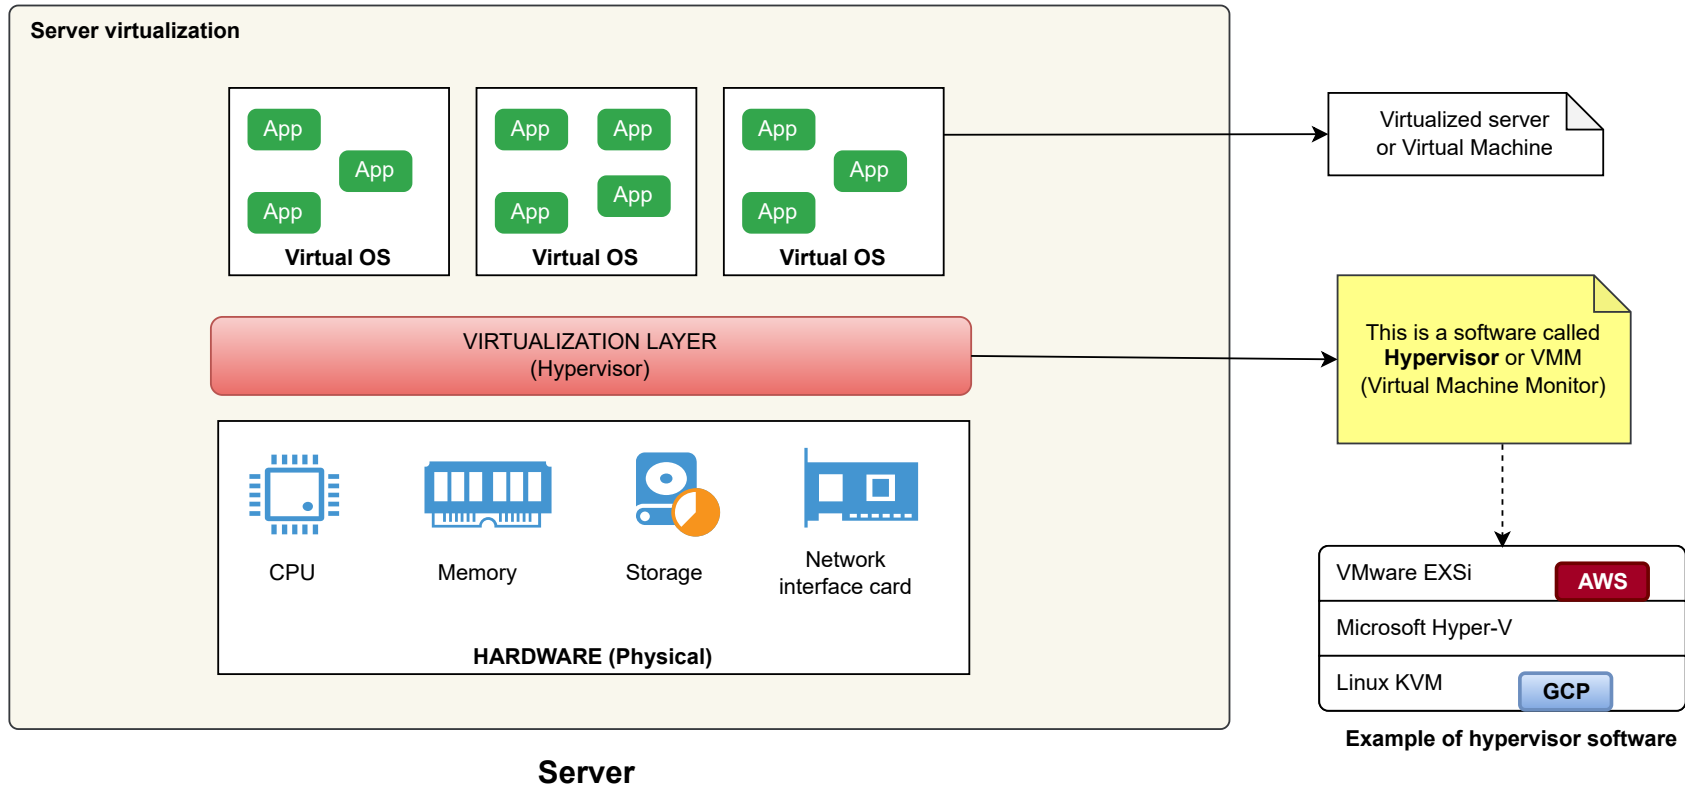 Server virtualization
App
App
App
Virtual OS
App
App
App
App
Virtual OS
App
App
App
Virtual OS
Virtualized server
or Virtual Machine
VIRTUALIZATION LAYER
(Hypervisor)
This is a software called
Hypervisor or VMM
(Virtual Machine Monitor)
CPU
Memory
Storage
Network
interface card
HARDWARE (Physical)
VMware EXSi
AWS
Microsoft Hyper-V
Linux KVM
GCP
Example of hypervisor software
Server